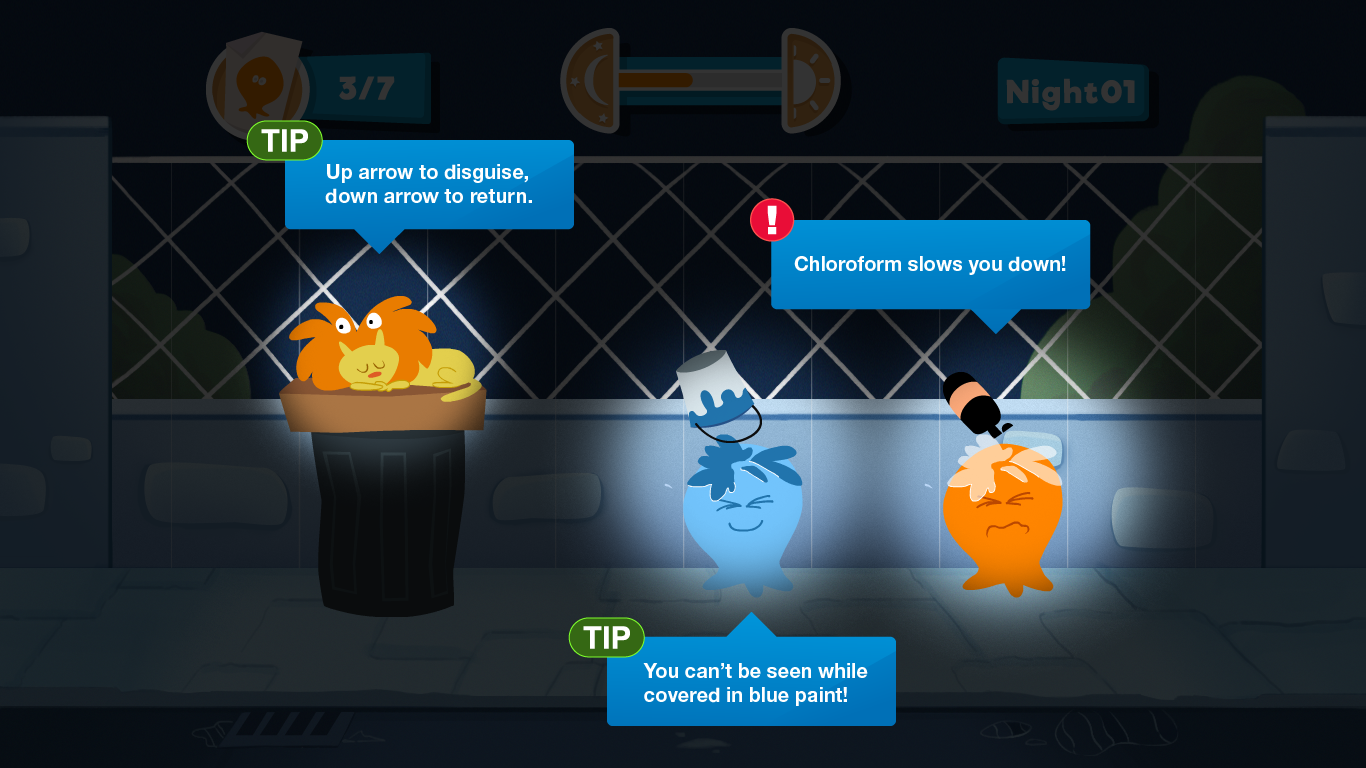 3/7
Night01
TIP
Up arrow to disguise,
down arrow to return.
!
Chloroform slows you down!
TIP
You can’t be seen while
covered in blue paint!